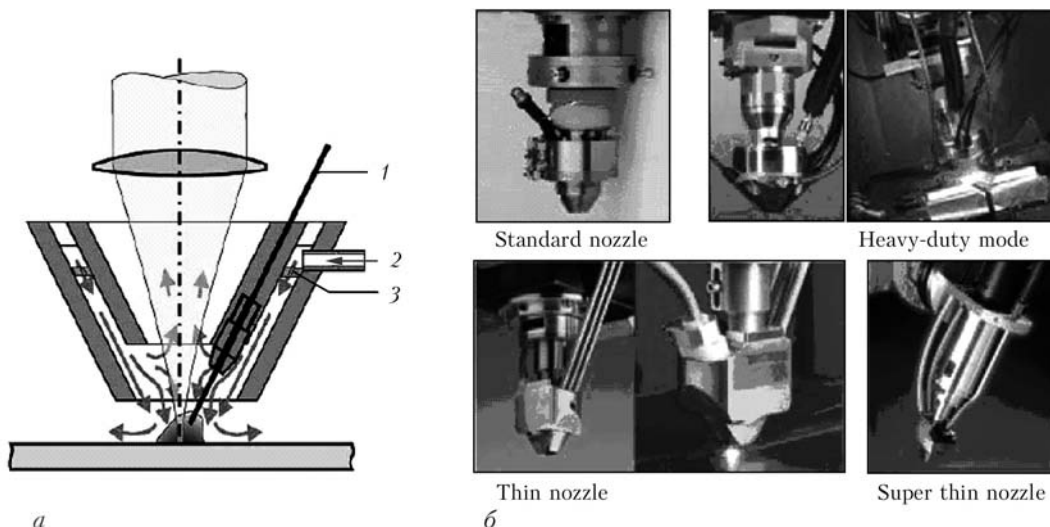 1
2
3
Standard nozzle
Heavy-duty mode
Thin nozzle
Super thin nozzle
а
б